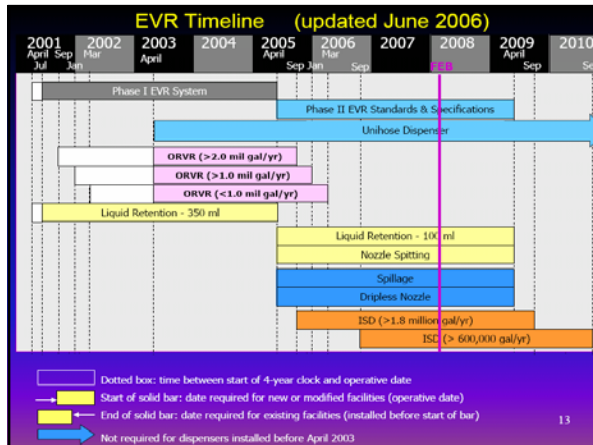 EVR Timeline (updated June 2006)
2001 2002 2003 2004 2005 2006 2007 2008 2009 2010
April Sep Mar April April Mar FEB April
Jul Jan Sep Jan Sep Sep
Phase I EVR System
Phase II EVR Standards & Specifications
Unihose Dispenser
ORVR (>2.0 mil gal/yr)
ORVR (>1.0 mil gal/yr)
ORVR (<1.0 mil gal/yr)
Liquid Retention - 350 ml
Liquid Retention - 100 ml
Nozzle Spitting
Spillage
Dripless Nozzle
ISD (>1.8 million gal/yr)
ISD (> 600,000 gal/yr)
Dotted box: time between start of 4-year clock and operative date
Start of solid bar: date required for new or modified facilities (operative date)
End of solid bar: date required for existing facilities (installed before start of bar)
13
Not required for dispensers installed before April 2003